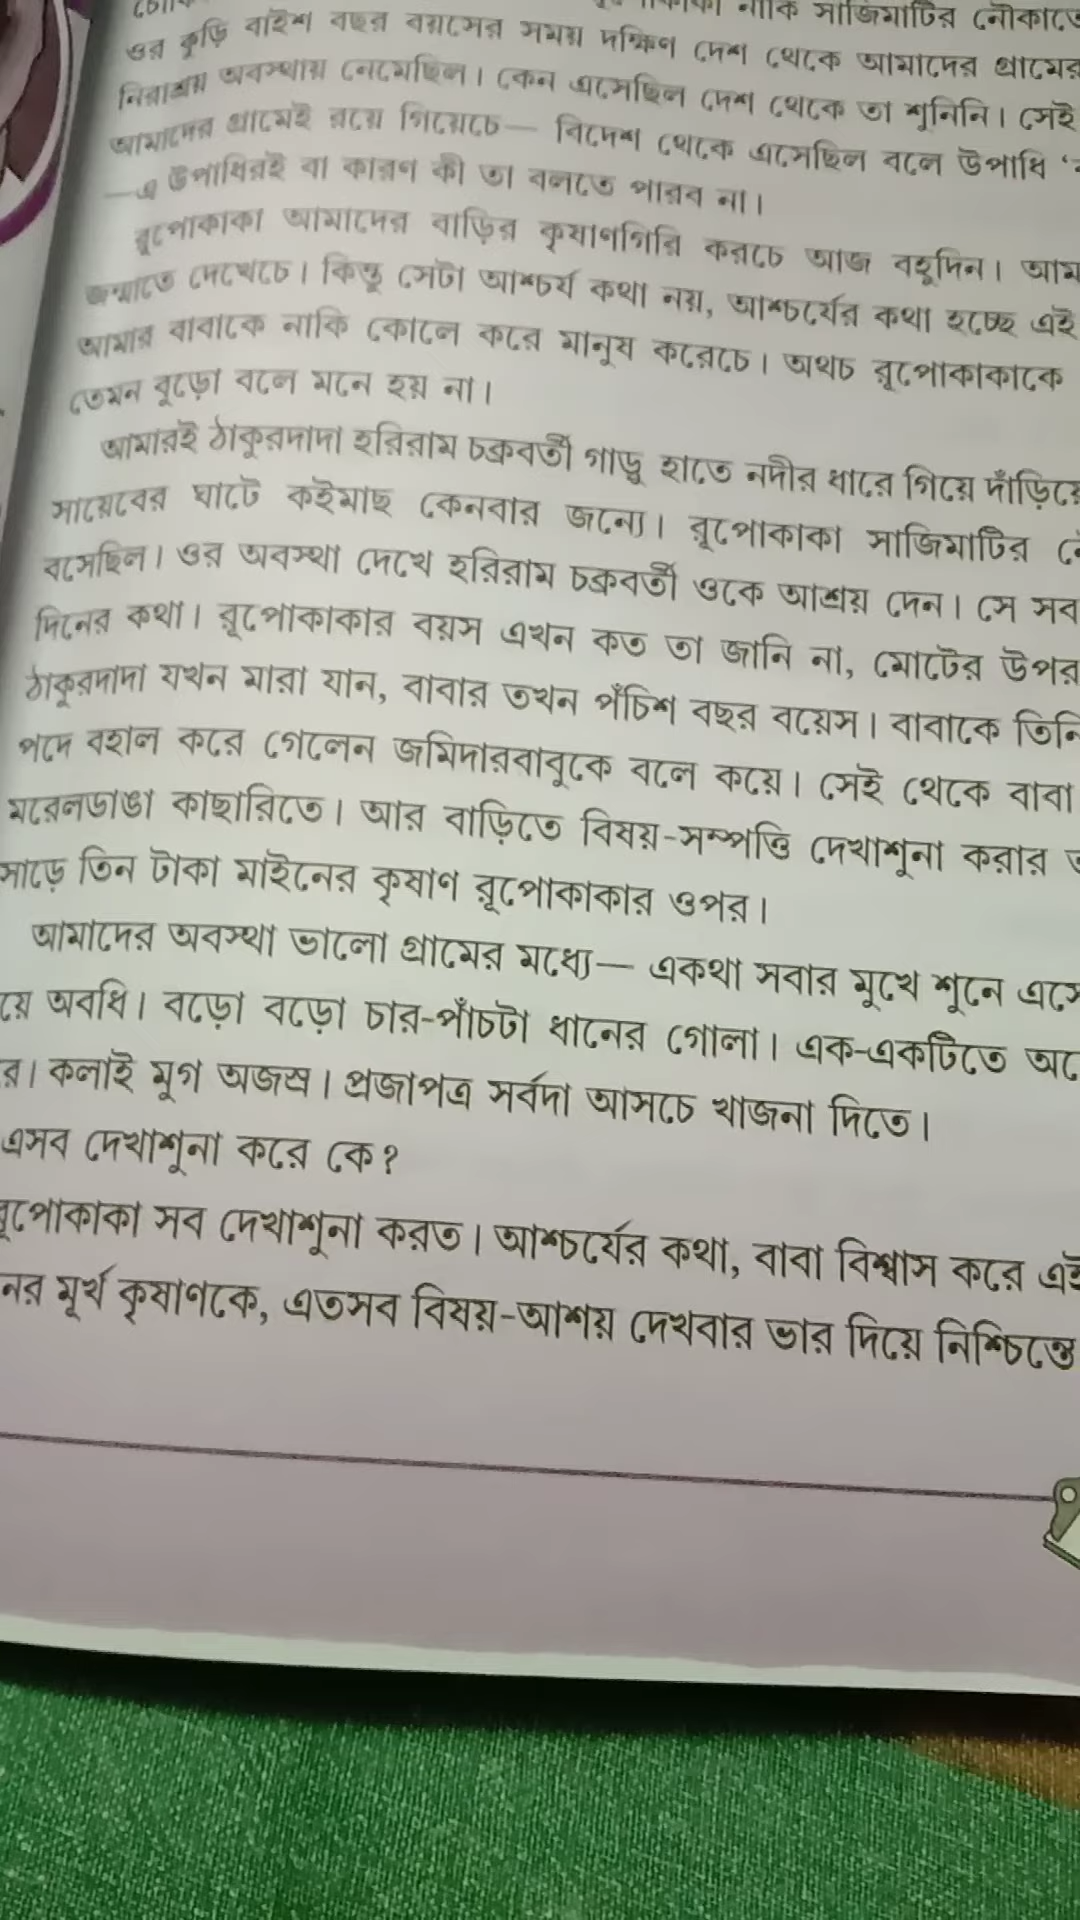 নাকি সাজিমাটির নৌকাতে
ওর কুড়ি বাইশ বছর বয়সের সময় দক্ষিণ দেশ থেকে আমাদের গ্রামের
নিরাশ্রয় অবস্থায় নেমেছিল। কেন এসেছিল দেশ থেকে তা শুনিনি। সেই
আমাদের গ্রামেই রয়ে গিয়েচে— বিদেশ থেকে এসেছিল বলে উপাধি
—এ উপাধিরই বা কারণ কী তা বলতে পারব না।
রূপোকাকা আমাদের বাড়ির কৃষাণগিরি করচে আজ বহুদিন। আম
জন্মাতে দেখেচে। কিন্তু সেটা আশ্চর্য কথা নয়, আশ্চর্যের কথা হচ্ছে এই
আমার বাবাকে নাকি কোলে করে মানুষ করেচে। অথচ রূপোকাকাকে
তেমন বুড়ো বলে মনে হয় না।
আমারই ঠাকুরদাদা হরিরাম চক্রবর্তী গাড়ু হাতে নদীর ধারে গিয়ে দাঁড়িয়ে
সায়েবের ঘাটে কইমাছ কেনবার জন্যে। রূপোকাকা সাজিমাটির
বসেছিল। ওর অবস্থা দেখে হরিরাম চক্রবর্তী ওকে আশ্রয় দেন। সে সব
দিনের কথা। রূপোকাকার বয়স এখন কত তা জানি না, মোটের উপর
ঠাকুরদাদা যখন মারা যান, বাবার তখন পঁচিশ বছর বয়েস। বাবাকে তিনি
পদে বহাল করে গেলেন জমিদারবাবুকে বলে কয়ে। সেই থেকে বাবা
মরেলডাঙা কাছারিতে। আর বাড়িতে বিষয়-সম্পত্তি দেখাশুনা করার
সাড়ে তিন টাকা মাইনের কৃষাণ রূপোকাকার ওপর।
আমাদের অবস্থা ভালো গ্রামের মধ্যে— একথা সবার মুখে শুনে এসে
য়ে অবধি। বড়ো বড়ো চার-পাঁচটা ধানের গোলা। এক-একটিতে অ
র। কলাই মুগ অজস্র। প্রজাপত্র সর্বদা আসচে খাজনা দিতে।
এসব দেখাশুনা করে কে?
রূপোকাকা সব দেখাশুনা করত। আশ্চর্যের কথা, বাবা বিশ্বাস করে এই
নর মূর্খ কৃষাণকে, এতসব বিষয়-আশয় দেখবার ভার দিয়ে নিশ্চিন্তে